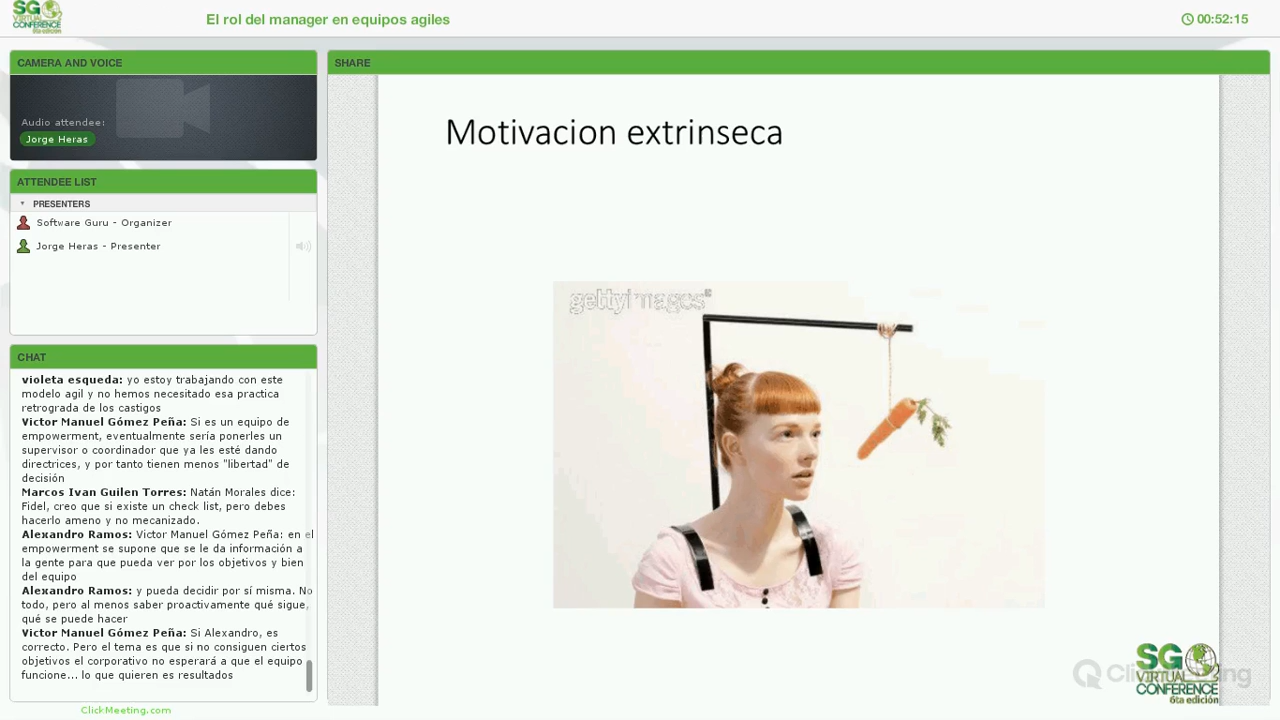 SG
VIRTUAL
CONFERENCE
6ta edición
El rol del manager en equipos agiles
00:52:15
CAMERA AND VOICE
Audio attendee:
Jorge Heras
ATTENDEE LIST
PRESENTERS
Software Guru - Organizer
Jorge Heras - Presenter
CHAT
violeta esqueda: yo estoy trabajando con este
modelo agil y no hemos necesitado esa practica
retrograda de los castigos
Victor Manuel Gómez Peña: Si es un equipo de
empowerment, eventualmente sería ponerles un
supervisor o coordinador que ya les esté dando
directrices, y por tanto tienen menos "libertad" de
decisión
Marcos Ivan Guilen Torres: Natán Morales dice:
Fidel, creo que si existe un check list, pero debes
hacerlo ameno y no mecanizado.
Alexandro Ramos: Victor Manuel Gómez Peña: en el
empowerment se supone que se le da información a
la gente para que pueda ver por los objetivos y bien
del equipo
Alexandro Ramos: y pueda decidir por sí misma. No
todo, pero al menos saber proactivamente qué sigue,
qué se puede hacer
Victor Manuel Gómez Peña: Si Alexandro, es
correcto. Pero el tema es que si no consiguen ciertos
objetivos el corporativo no esperará a que el equipo
funcione... lo que quieren es resultados
ClickMeeting.com
SHARE
Motivacion extrinseca
gettyimages®
SG
VIRTUAL
CONFERENCE
6ta edición